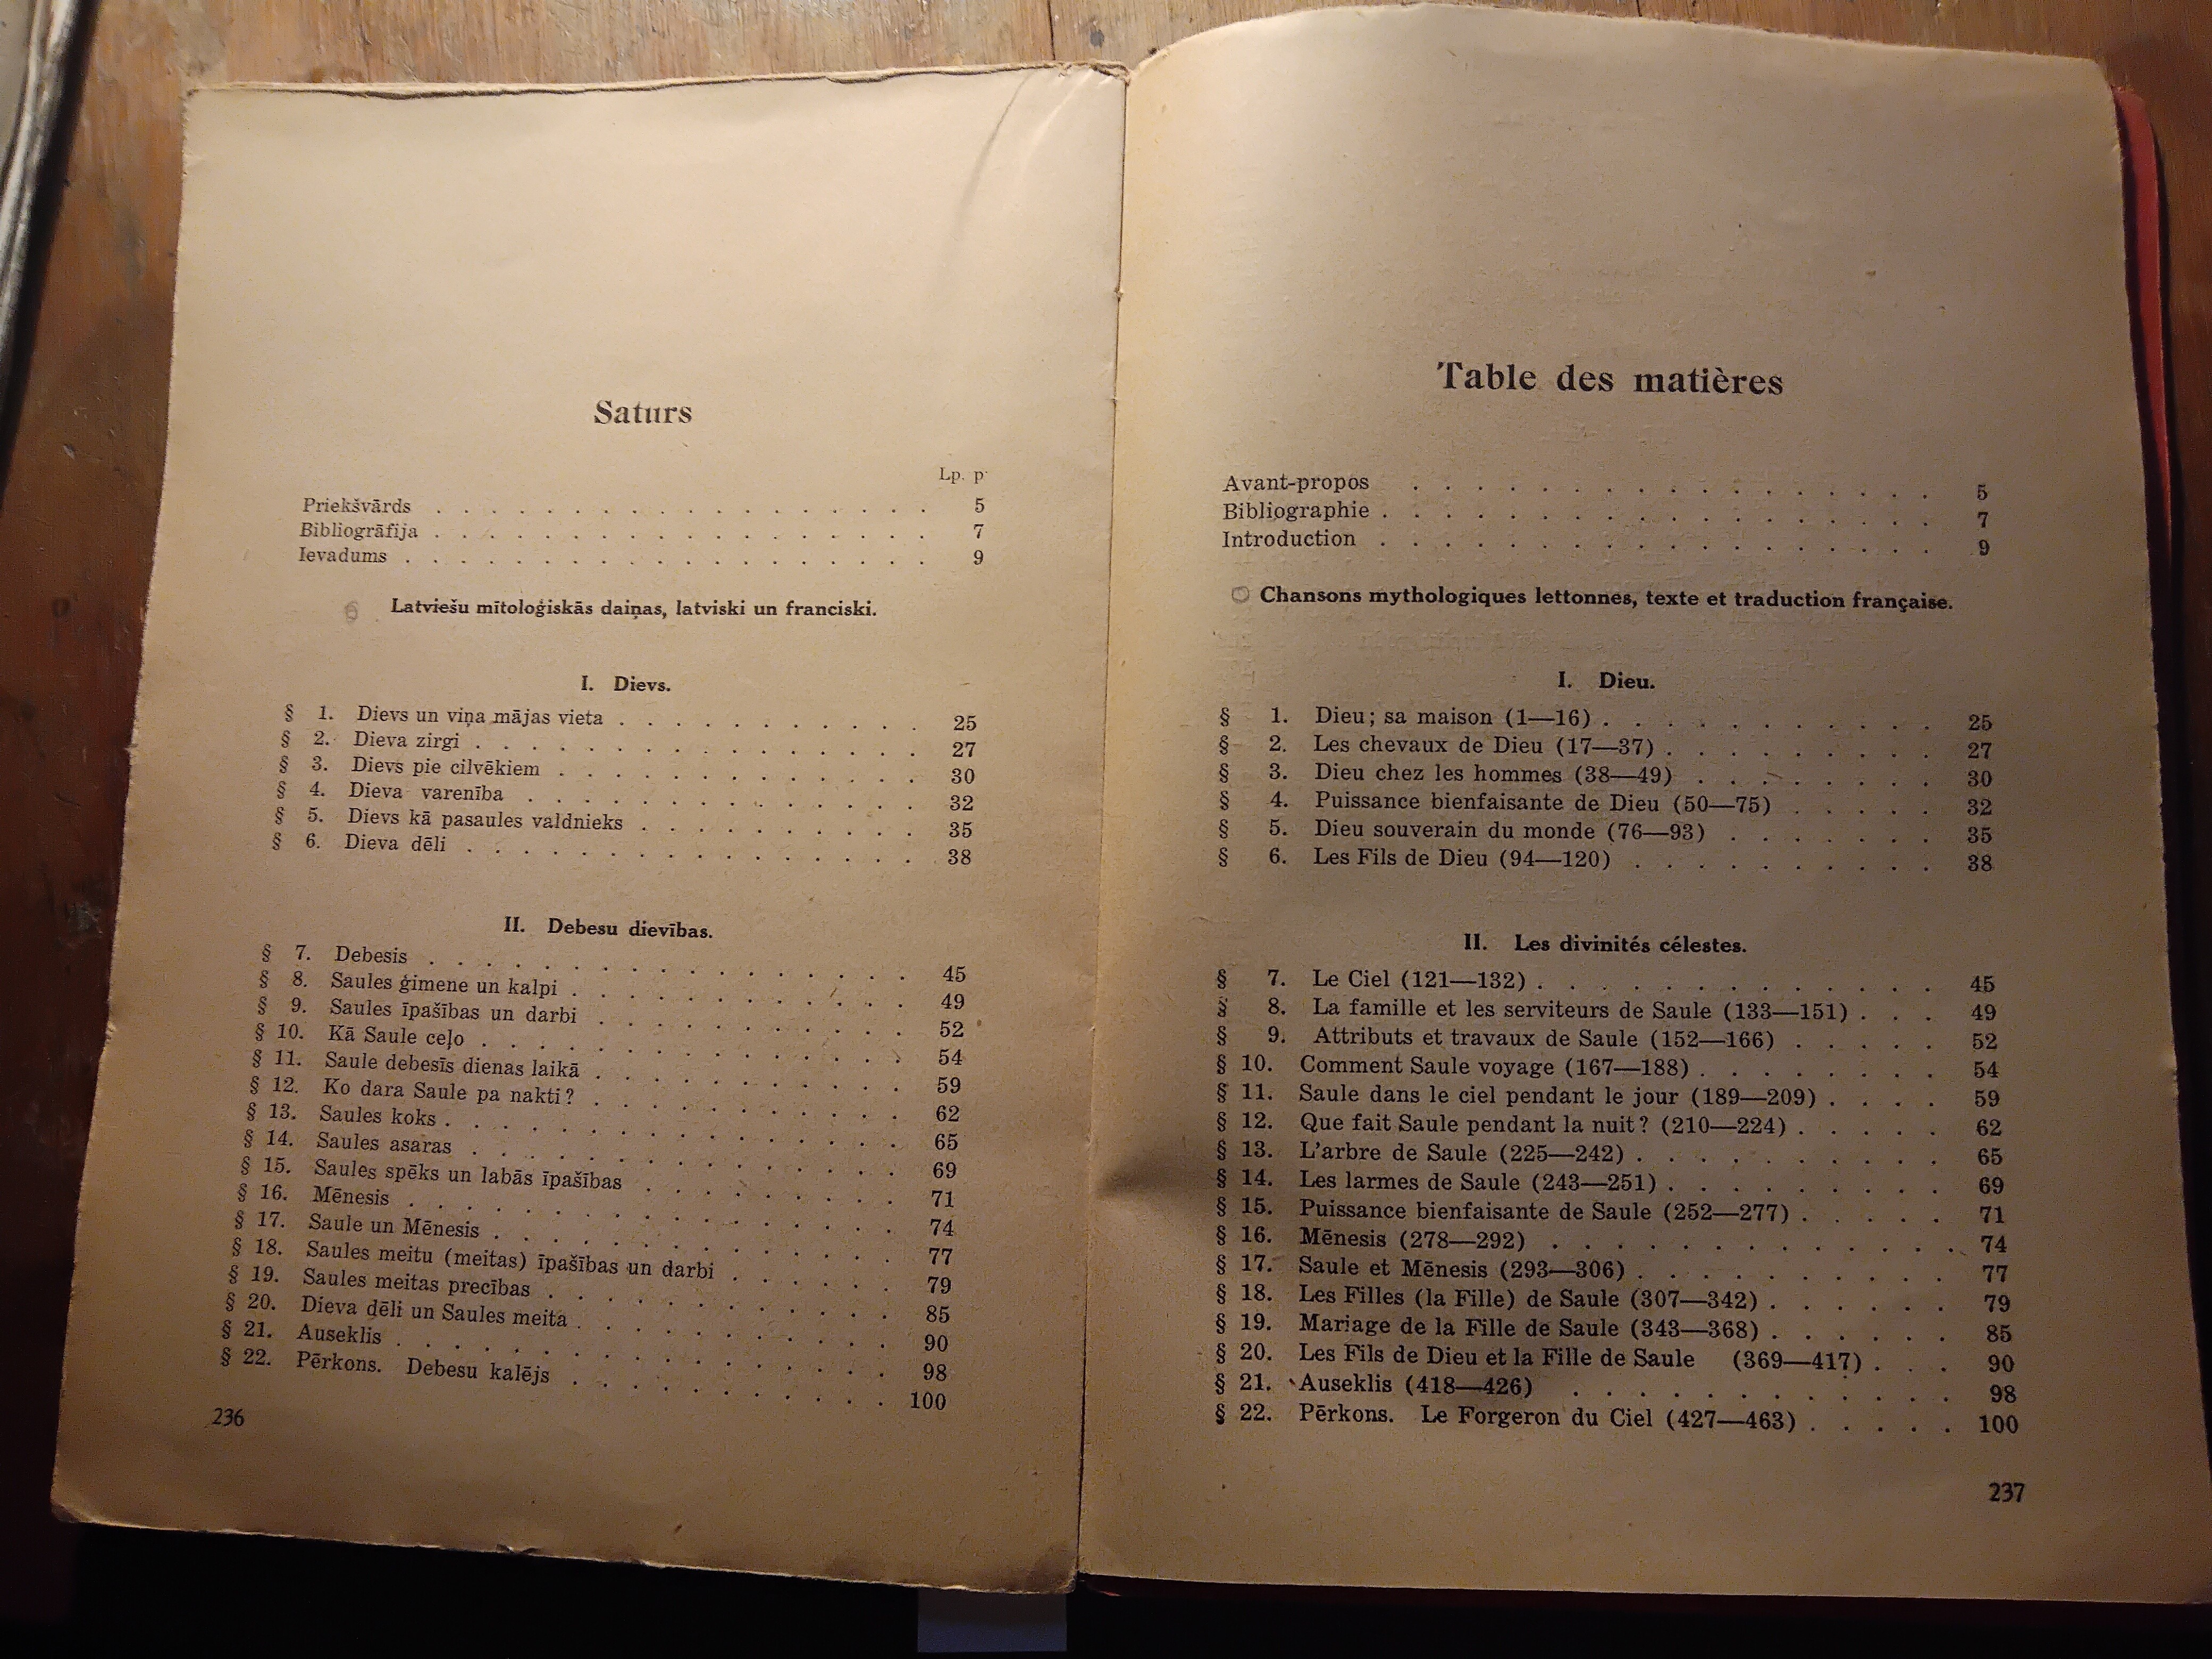 Saturs
Lp. p.
Priekšvārds . . . . . . . . . . . . . . . . . . 5
Bibliogrāfija . . . . . . . . . . . . . . . . . . 7
Ievadums . . . . . . . . . . . . . . . . . . . 9
Latviešu mītoloģiskās daiņas, latviski un franciski.
I. Dievs.
§ 1. Dievs un viņa mājas vieta . . . . . . . . . . . 25
§ 2. Dieva zirgi . . . . . . . . . . . . . . . . 27
§ 3. Dievs pie cilvēkiem . . . . . . . . . . . . . 30
§ 4. Dieva varenība . . . . . . . . . . . . . . 32
§ 5. Dievs kā pasaules valdnieks . . . . . . . . . . 35
§ 6. Dieva dēli . . . . . . . . . . . . . . . . 38
II. Debesu dievības.
§ 7. Debesis . . . . . . . . . . . . . . . . . 45
§ 8. Saules ģimene un kalpi . . . . . . . . . . . . 49
§ 9. Saules īpašības un darbi . . . . . . . . . . . 52
§ 10. Kā Saule ceļo . . . . . . . . . . . . . . . 54
§ 11. Saule debesīs dienas laikā . . . . . . . . . . . 59
§ 12. Ko dara Saule pa nakti? . . . . . . . . . . . 62
§ 13. Saules koks . . . . . . . . . . . . . . . . 65
§ 14. Saules asaras . . . . . . . . . . . . . . . 69
§ 15. Saules spēks un labās īpašības . . . . . . . . . 71
§ 16. Mēnesis . . . . . . . . . . . . . . . . . 74
§ 17. Saule un Mēnesis . . . . . . . . . . . . . . 77
§ 18. Saules meitu (meitas) īpašības un darbi . . . . . . 79
§ 19. Saules meitas precības . . . . . . . . . . . . 85
§ 20. Dieva dēli un Saules meita . . . . . . . . . . . 90
§ 21. Auseklis . . . . . . . . . . . . . . . . . 98
§ 22. Pērkons. Debesu kalējs . . . . . . . . . . . 100
236
Table des matières
Avant-propos . . . . . . . . . . . . . . . . 5
Bibliographie . . . . . . . . . . . . . . . . . 7
Introduction . . . . . . . . . . . . . . . . . 9
Chansons mythologiques lettonnes, texte et traduction française.
I. Dieu.
§ 1. Dieu; sa maison (1—16) . . . . . . . . . . . 25
§ 2. Les chevaux de Dieu (17—37) . . . . . . . . . 27
§ 3. Dieu chez les hommes (38—49) . . . . . . . . 30
§ 4. Puissance bienfaisante de Dieu (50—75) . . . . . 32
§ 5. Dieu souverain du monde (76—93) . . . . . . . 35
§ 6. Les Fils de Dieu (94—120) . . . . . . . . . . 38
II. Les divinités célestes.
§ 7. Le Ciel (121—132) . . . . . . . . . . . . . 45
§ 8. La famille et les serviteurs de Saule (133—151) . . . 49
§ 9. Attributs et travaux de Saule (152—166) . . . . . 52
§ 10. Comment Saule voyage (167—188) . . . . . . . . 54
§ 11. Saule dans le ciel pendant le jour (189—209) . . . . 59
§ 12. Que fait Saule pendant la nuit? (210—224) . . . . . 62
§ 13. L'arbre de Saule (225—242) . . . . . . . . . . 65
§ 14. Les larmes de Saule (243—251) . . . . . . . . . 69
§ 15. Puissance bienfaisante de Saule (252—277) . . . . . 71
§ 16. Mēnesis (278—292) . . . . . . . . . . . . . 74
§ 17. Saule et Mēnesis (293—306) . . . . . . . . . . 77
§ 18. Les Filles (la Fille) de Saule (307—342) . . . . . . 79
§ 19. Mariage de la Fille de Saule (343—368) . . . . . . 85
§ 20. Les Fils de Dieu et la Fille de Saule (369—417) . . . 90
§ 21. Auseklis (418—426) . . . . . . . . . . . . 98
§ 22. Pērkons. Le Forgeron du Ciel (427—463) . . . . . 100
237